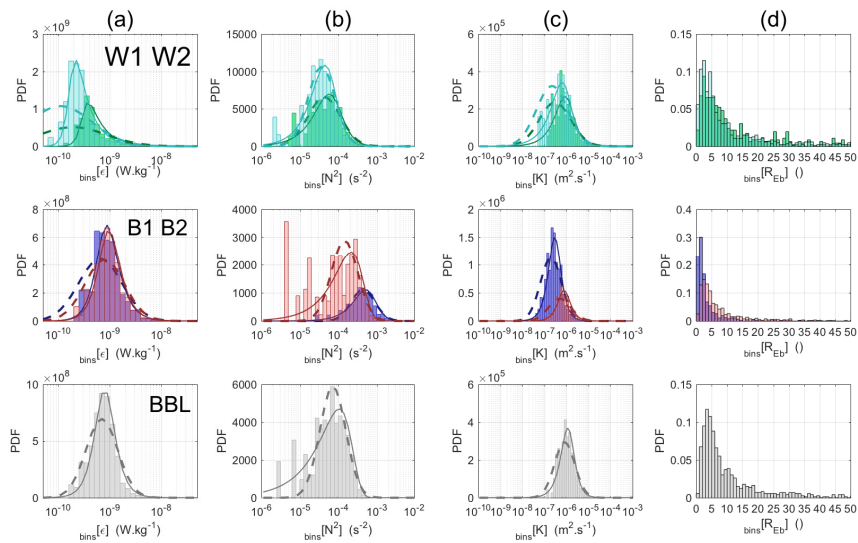 (a) (b) (c) (d)
×10⁹ ×10⁵
3 2 1 0 PDF W1 W2
15000 10000 5000 0 PDF
6 4 2 0 PDF
0.15 0.1 0.05 0 PDF
10⁻¹⁰ 10⁻⁹ 10⁻⁸
10⁻⁶ 10⁻⁵ 10⁻⁴ 10⁻³ 10⁻²
10⁻¹⁰ 10⁻⁹ 10⁻⁸ 10⁻⁷ 10⁻⁶ 10⁻⁵ 10⁻⁴ 10⁻³
0 5 10 15 20 25 30 35 40 45 50
bins[ϵ] (W.kg⁻¹) bins[N²] (s⁻²) bins[K] (m².s⁻¹) bins[R_Eb] ()
×10⁸ ×10⁶
8 6 4 2 0 PDF B1 B2
4000 3000 2000 1000 0 PDF
2 1.5 1 0.5 0 PDF
0.4 0.3 0.2 0.1 0 PDF
10⁻¹⁰ 10⁻⁹ 10⁻⁸
10⁻⁶ 10⁻⁵ 10⁻⁴ 10⁻³ 10⁻²
10⁻¹⁰ 10⁻⁹ 10⁻⁸ 10⁻⁷ 10⁻⁶ 10⁻⁵ 10⁻⁴ 10⁻³
0 5 10 15 20 25 30 35 40 45 50
bins[ϵ] (W.kg⁻¹) bins[N²] (s⁻²) bins[K] (m².s⁻¹) bins[R_Eb] ()
×10⁸ ×10⁵
10 5 0 PDF BBL
6000 4000 2000 0 PDF
6 4 2 0 PDF
0.15 0.1 0.05 0 PDF
10⁻¹⁰ 10⁻⁹ 10⁻⁸
10⁻⁶ 10⁻⁵ 10⁻⁴ 10⁻³ 10⁻²
10⁻¹⁰ 10⁻⁹ 10⁻⁸ 10⁻⁷ 10⁻⁶ 10⁻⁵ 10⁻⁴ 10⁻³
0 5 10 15 20 25 30 35 40 45 50
bins[ϵ] (W.kg⁻¹) bins[N²] (s⁻²) bins[K] (m².s⁻¹) bins[R_Eb] ()